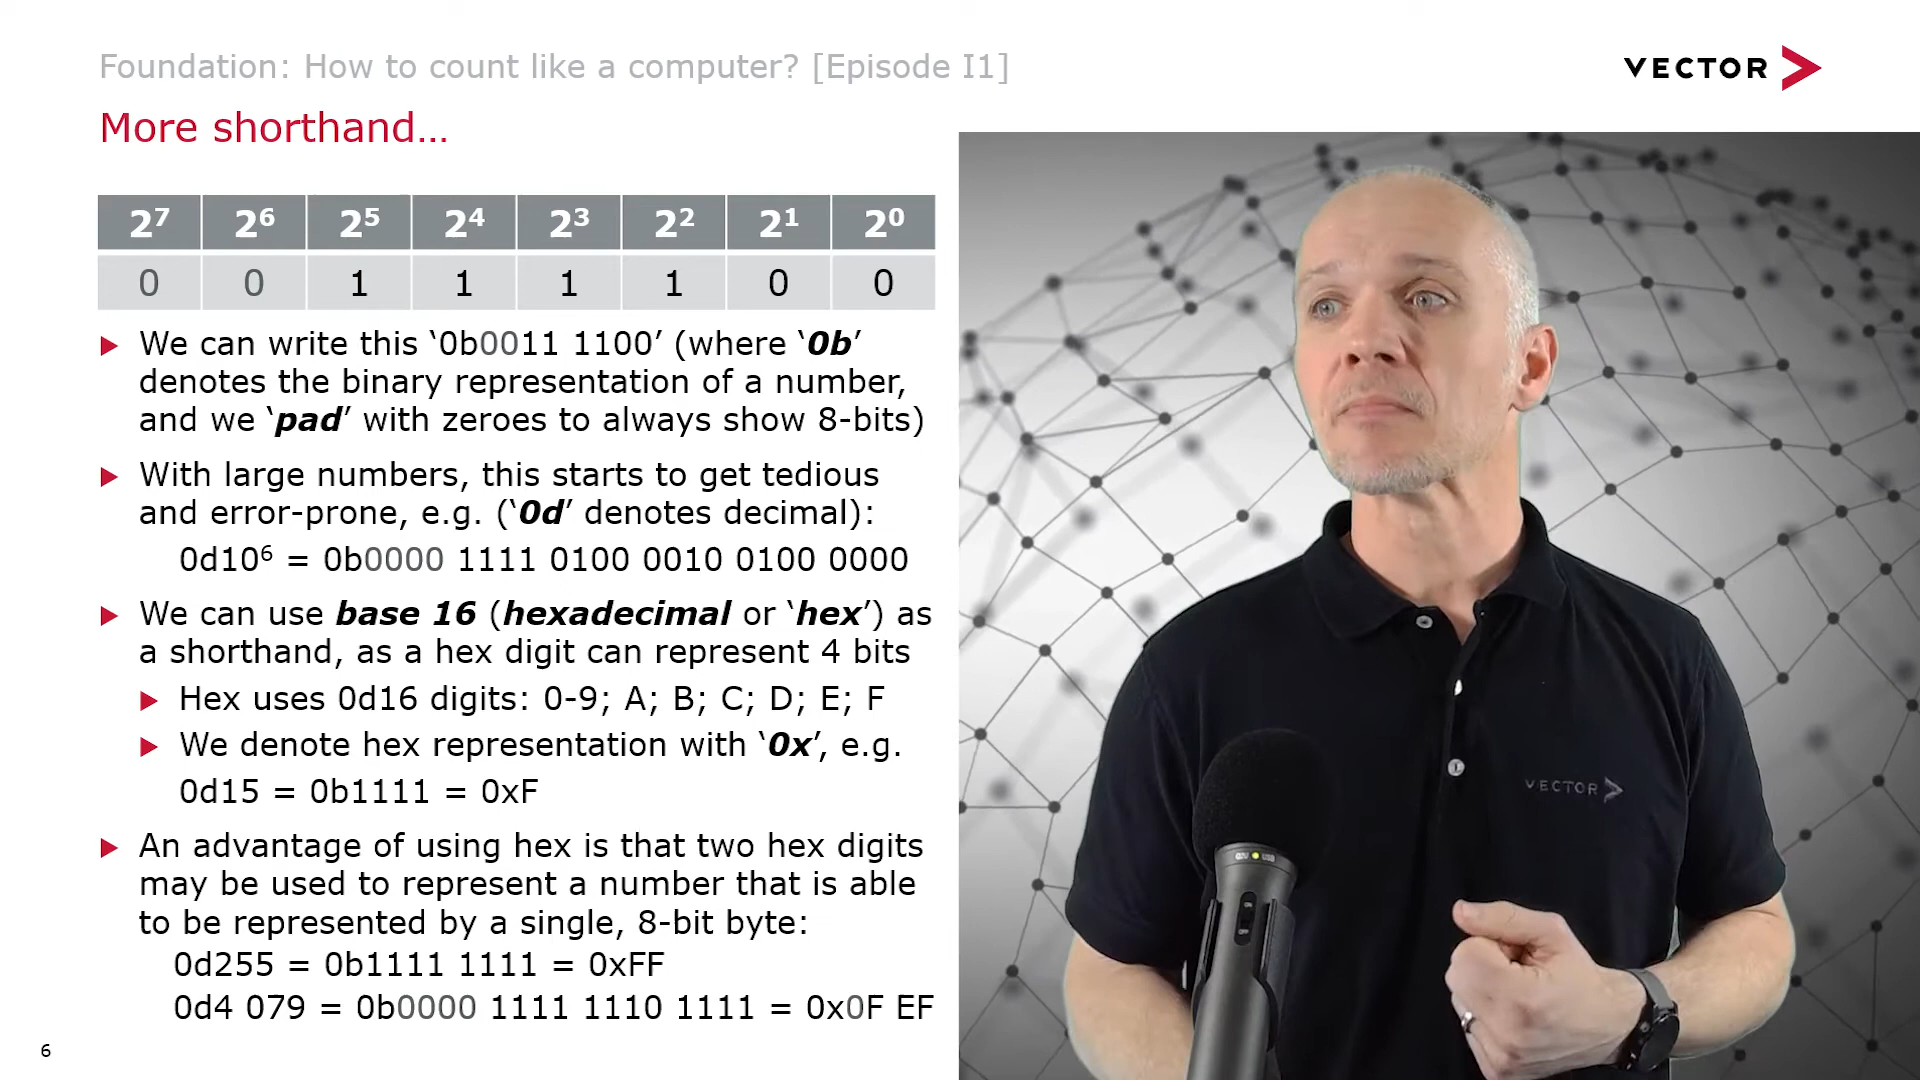 Foundation: How to count like a computer? [Episode I1]
VECTOR
More shorthand...
2⁷ 2⁶ 2⁵ 2⁴ 2³ 2² 2¹ 2⁰
0 0 1 1 1 1 0 0
We can write this ‘0b0011 1100’ (where ‘0b’
denotes the binary representation of a number,
and we ‘pad’ with zeroes to always show 8-bits)
With large numbers, this starts to get tedious
and error-prone, e.g. (‘0d’ denotes decimal):
0d10⁶ = 0b0000 1111 0100 0010 0100 0000
We can use base 16 (hexadecimal or ‘hex’) as
a shorthand, as a hex digit can represent 4 bits
Hex uses 0d16 digits: 0-9; A; B; C; D; E; F
We denote hex representation with ‘0x’, e.g.
0d15 = 0b1111 = 0xF
An advantage of using hex is that two hex digits
may be used to represent a number that is able
to be represented by a single, 8-bit byte:
0d255 = 0b1111 1111 = 0xFF
0d4 079 = 0b0000 1111 1110 1111 = 0x0F EF
6
VECTOR